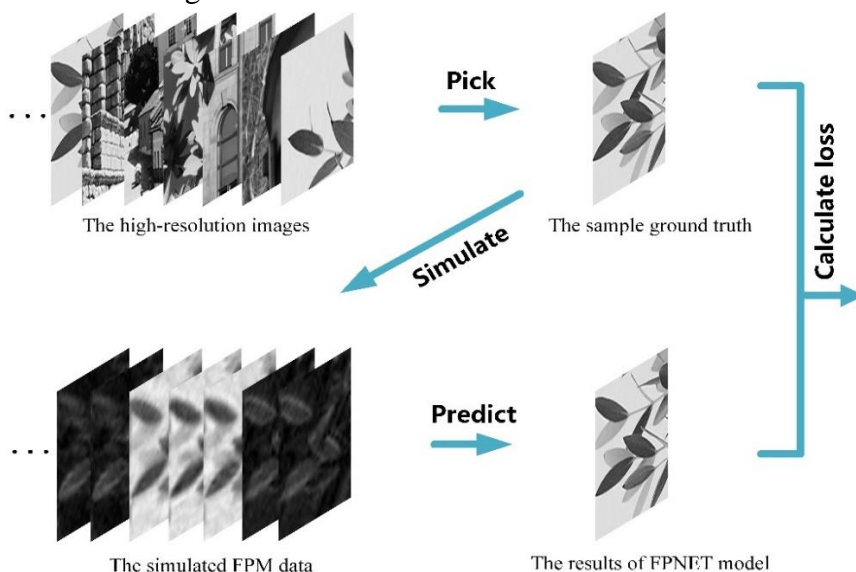 Pick
...
The high-resolution images
The sample ground truth
Simulate
Calculate loss
Predict
...
The simulated FPM data
The results of FPNET model